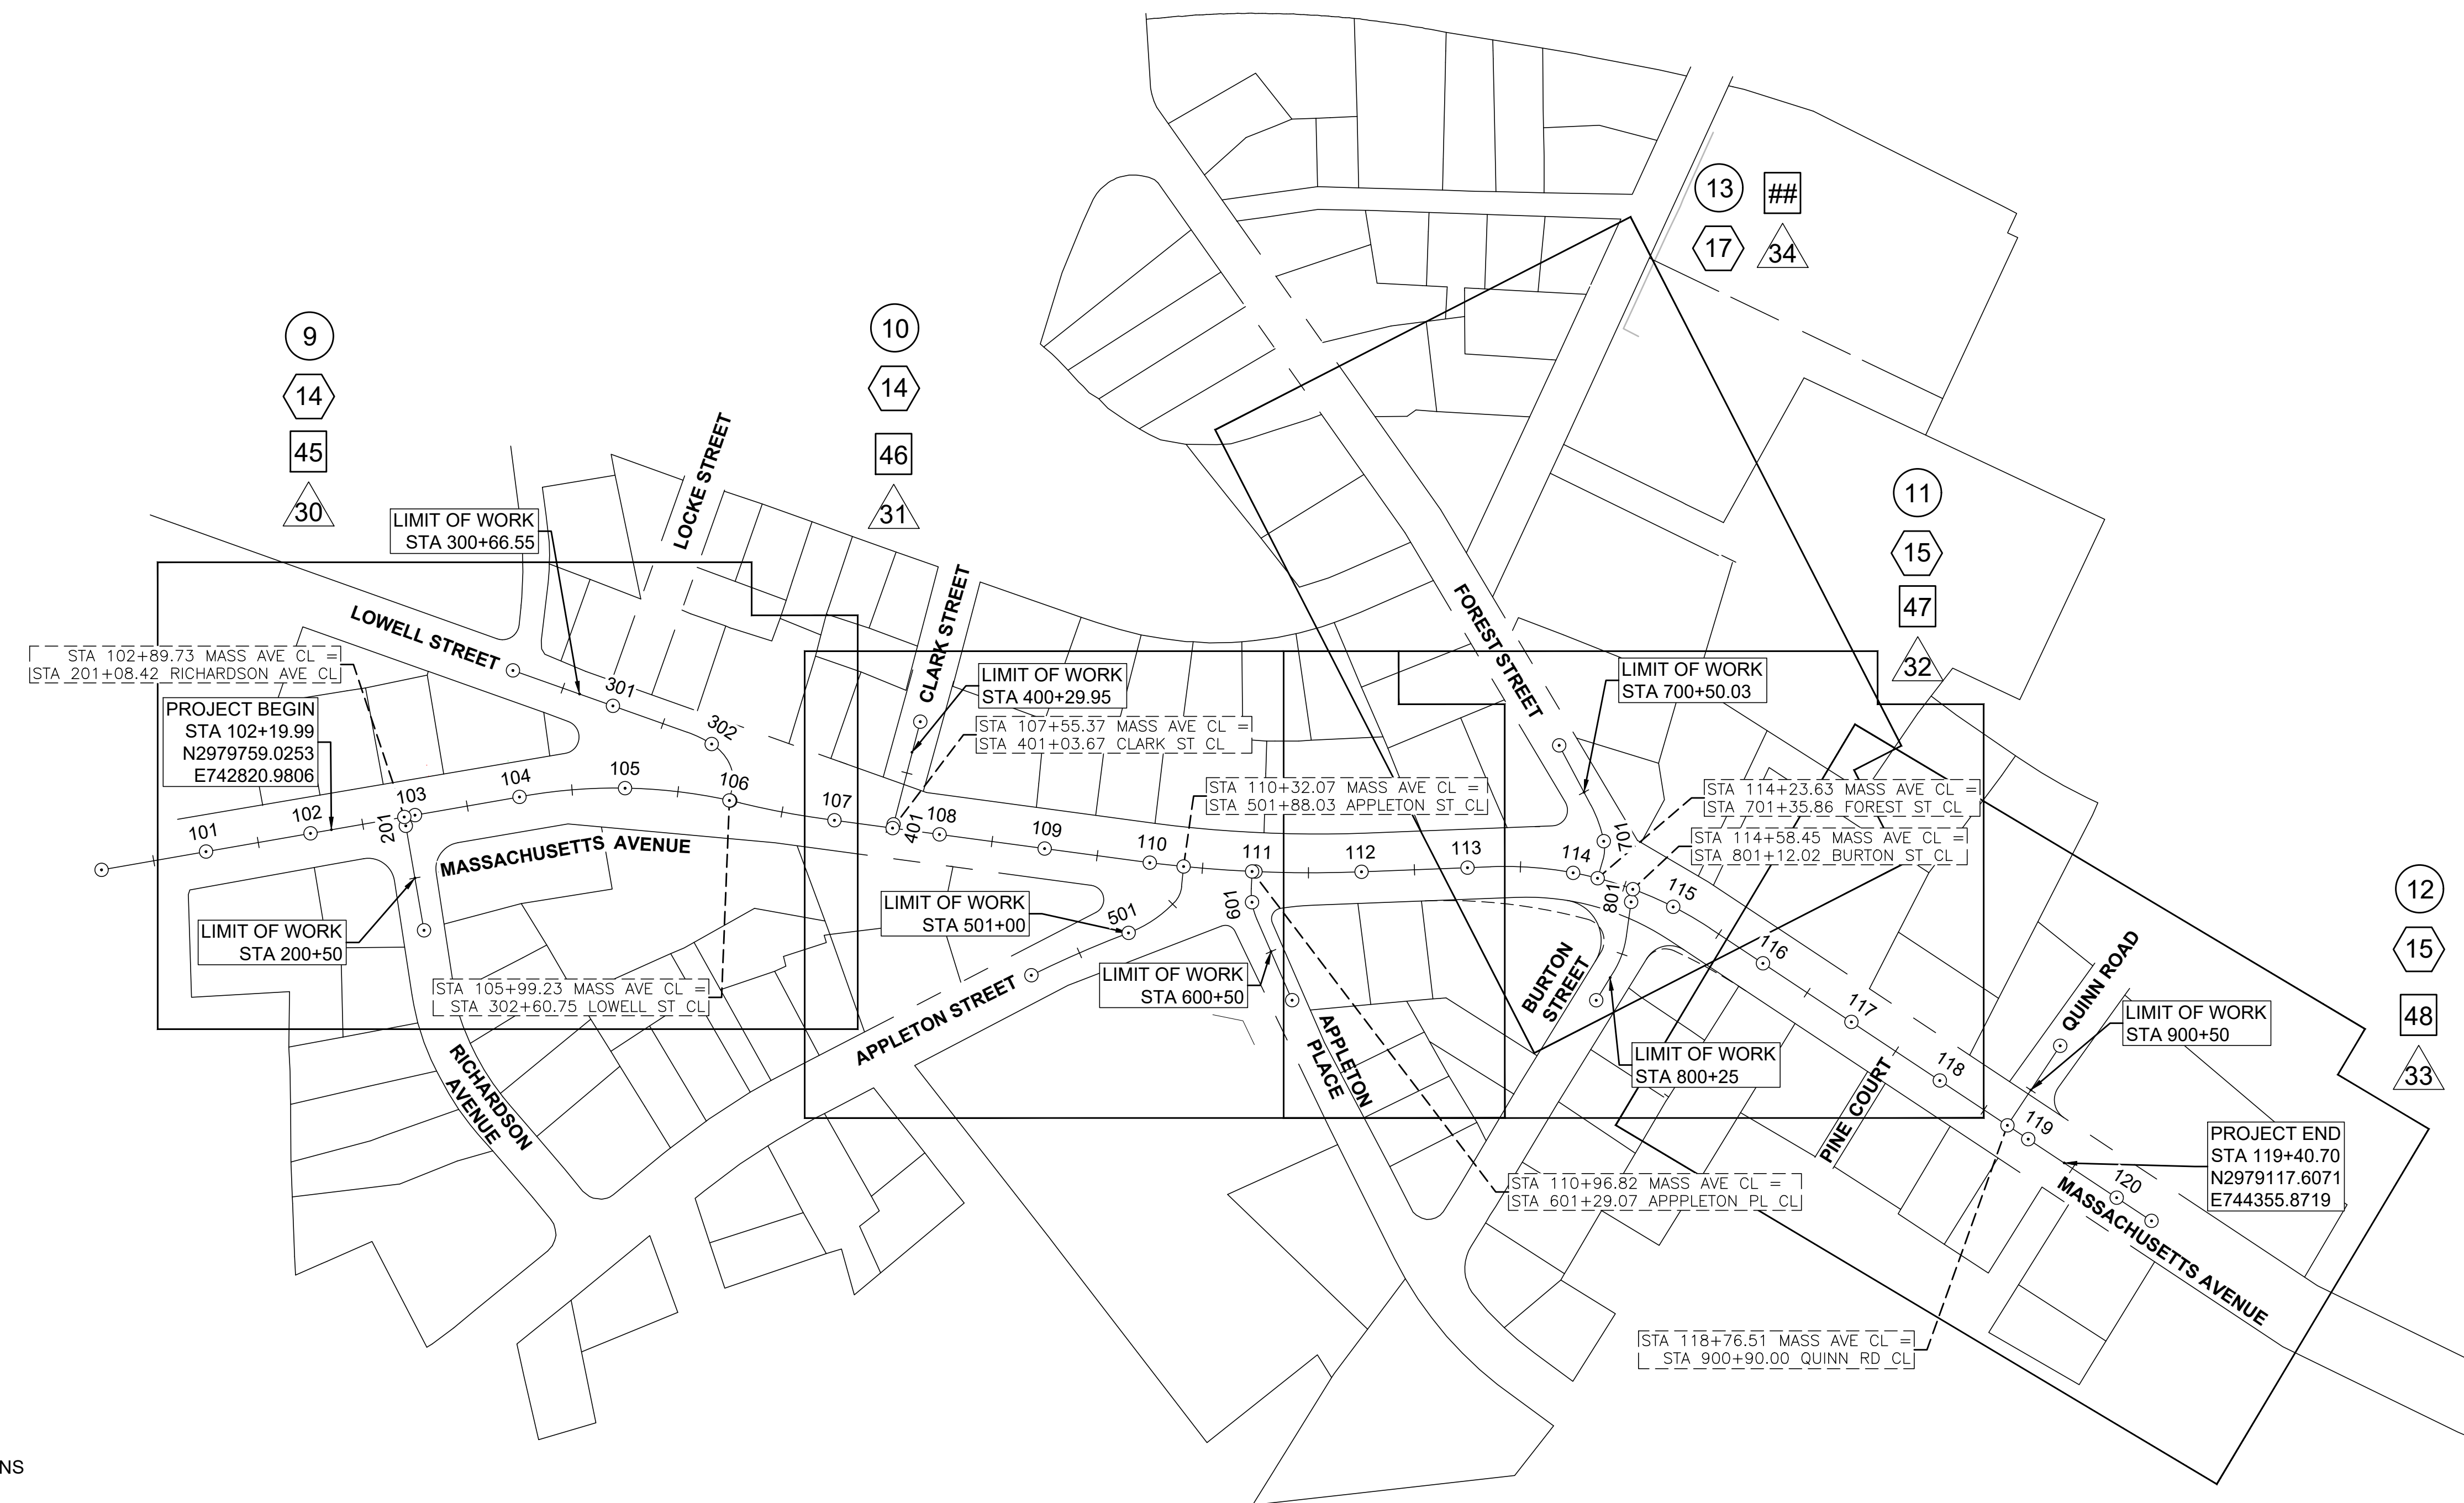 13
##
17
34
9
14
45
30
10
14
46
31
11
15
47
32
12
15
48
33
LOCKE STREET
LIMIT OF WORK
STA 300+66.55
LOWELL STREET
CLARK STREET
FOREST STREET
STA 102+89.73 MASS AVE CL =
STA 201+08.42 RICHARDSON AVE CL
PROJECT BEGIN
STA 102+19.99
N2979759.0253
E742820.9806
301
302
LIMIT OF WORK
STA 400+29.95
STA 107+55.37 MASS AVE CL =
STA 401+03.67 CLARK ST CL
LIMIT OF WORK
STA 700+50.03
STA 110+32.07 MASS AVE CL =
STA 501+88.03 APPLETON ST CL
STA 114+23.63 MASS AVE CL =
STA 701+35.86 FOREST ST CL
STA 114+58.45 MASS AVE CL =
STA 801+12.02 BURTON ST CL
101
102
103
104
105
106
107
108
109
110
111
112
113
114
115
116
117
118
119
120
201
401
501
601
701
801
MASSACHUSETTS AVENUE
LIMIT OF WORK
STA 200+50
LIMIT OF WORK
STA 501+00
STA 105+99.23 MASS AVE CL =
STA 302+60.75 LOWELL ST CL
LIMIT OF WORK
STA 600+50
APPLETON STREET
BURTON
STREET
QUINN ROAD
LIMIT OF WORK
STA 900+50
RICHARDSON
AVENUE
APPLETON
PLACE
LIMIT OF WORK
STA 800+25
PINE COURT
PROJECT END
STA 119+40.70
N2979117.6071
E744355.8719
STA 110+96.82 MASS AVE CL =
STA 601+29.07 APPPLETON PL CL
MASSACHUSETTS AVENUE
STA 118+76.51 MASS AVE CL =
STA 900+90.00 QUINN RD CL
NS